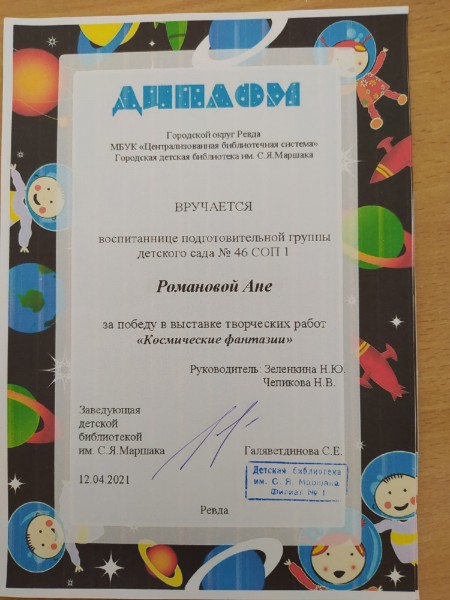 ДИПЛОМ
Городской округ Ревда
МБУК «Централизованная библиотечная система»
Городская детская библиотека им. С.Я.Маршака
ВРУЧАЕТСЯ
воспитаннице подготовительной группы
детского сада № 46 СОП 1
Романовой Ане
за победу в выставке творческих работ
«Космические фантазии»
Руководитель: Зеленкина Н.Ю.
Чепикова Н.В.
Заведующая
детской
библиотекой
им. С.Я.Маршака
Галяветдинова С.Е.
12.04.2021
Детская библиотека
им. С. Я. Маршака
Филиал № 1
Ревда